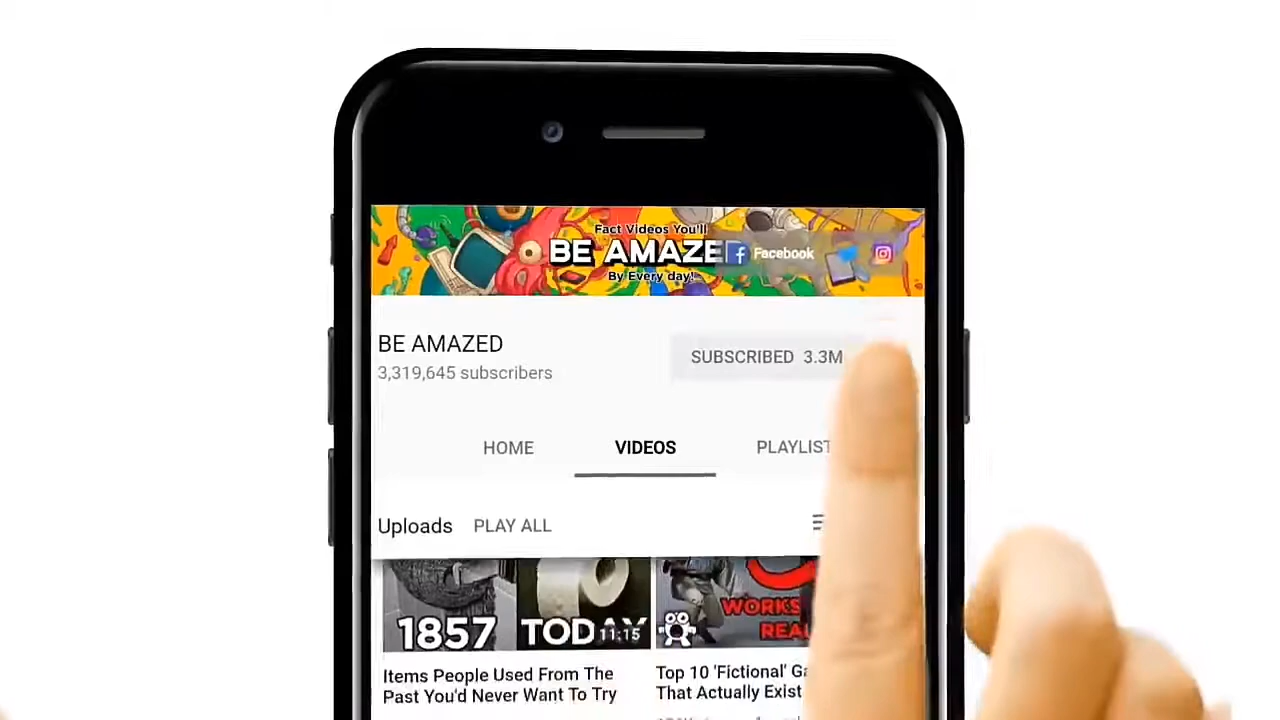 Fact Videos You'll
BE AMAZED
Facebook
By Every day!
BE AMAZED
SUBSCRIBED 3.3M
3,319,645 subscribers
HOME VIDEOS PLAYLIST
Uploads PLAY ALL
1857 TODAY 11:15
WORKS
REAL
Items People Used From The
Past You'd Never Want To Try
Top 10 'Fictional'
That Actually Exist